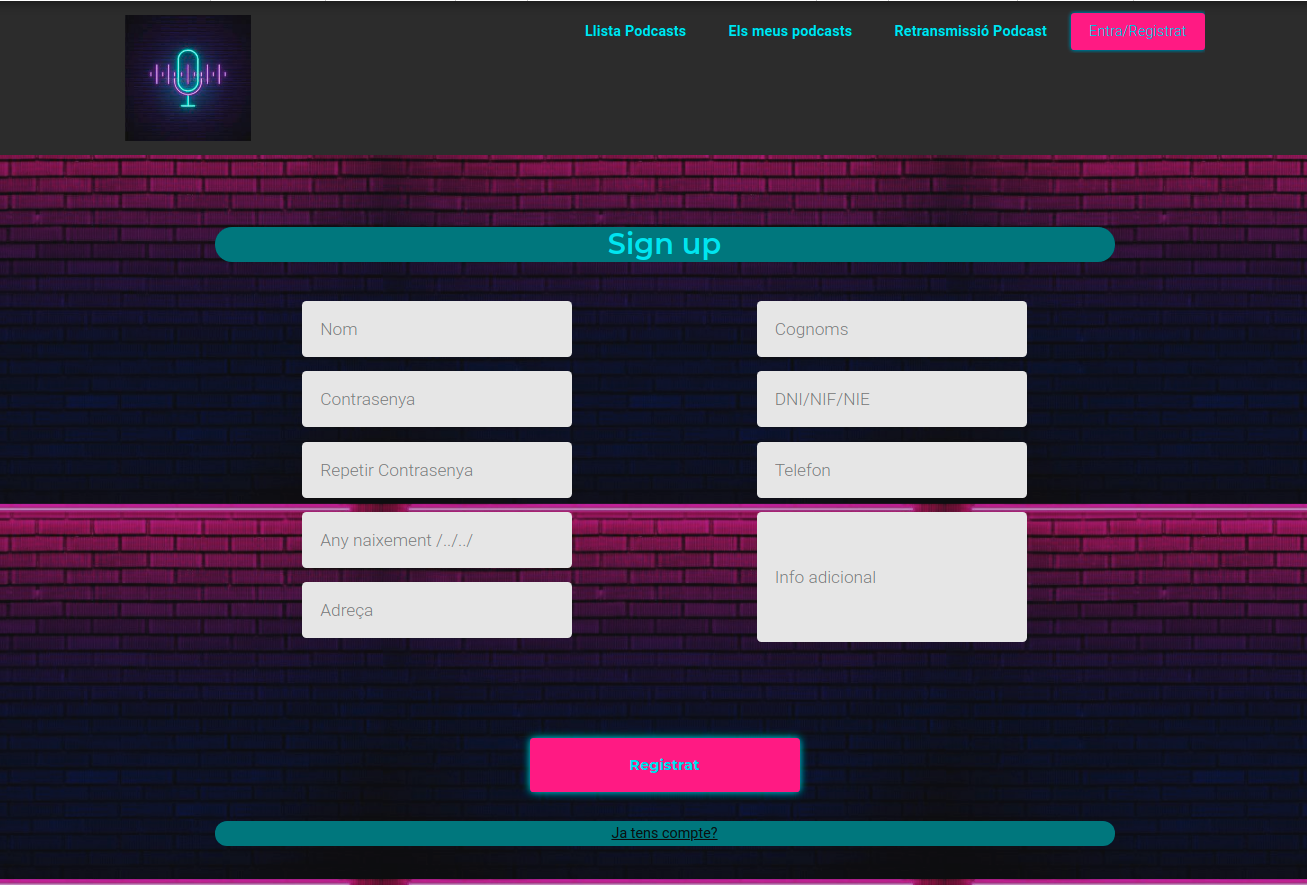 Llista Podcasts
Els meus podcasts
Retransmissió Podcast
Entra/Registrat
Sign up
Nom
Cognoms
Contrasenya
DNI/NIF/NIE
Repetir Contrasenya
Telefon
Any naixement /../../
Info adicional
Adreça
Registrat
Ja tens compte?